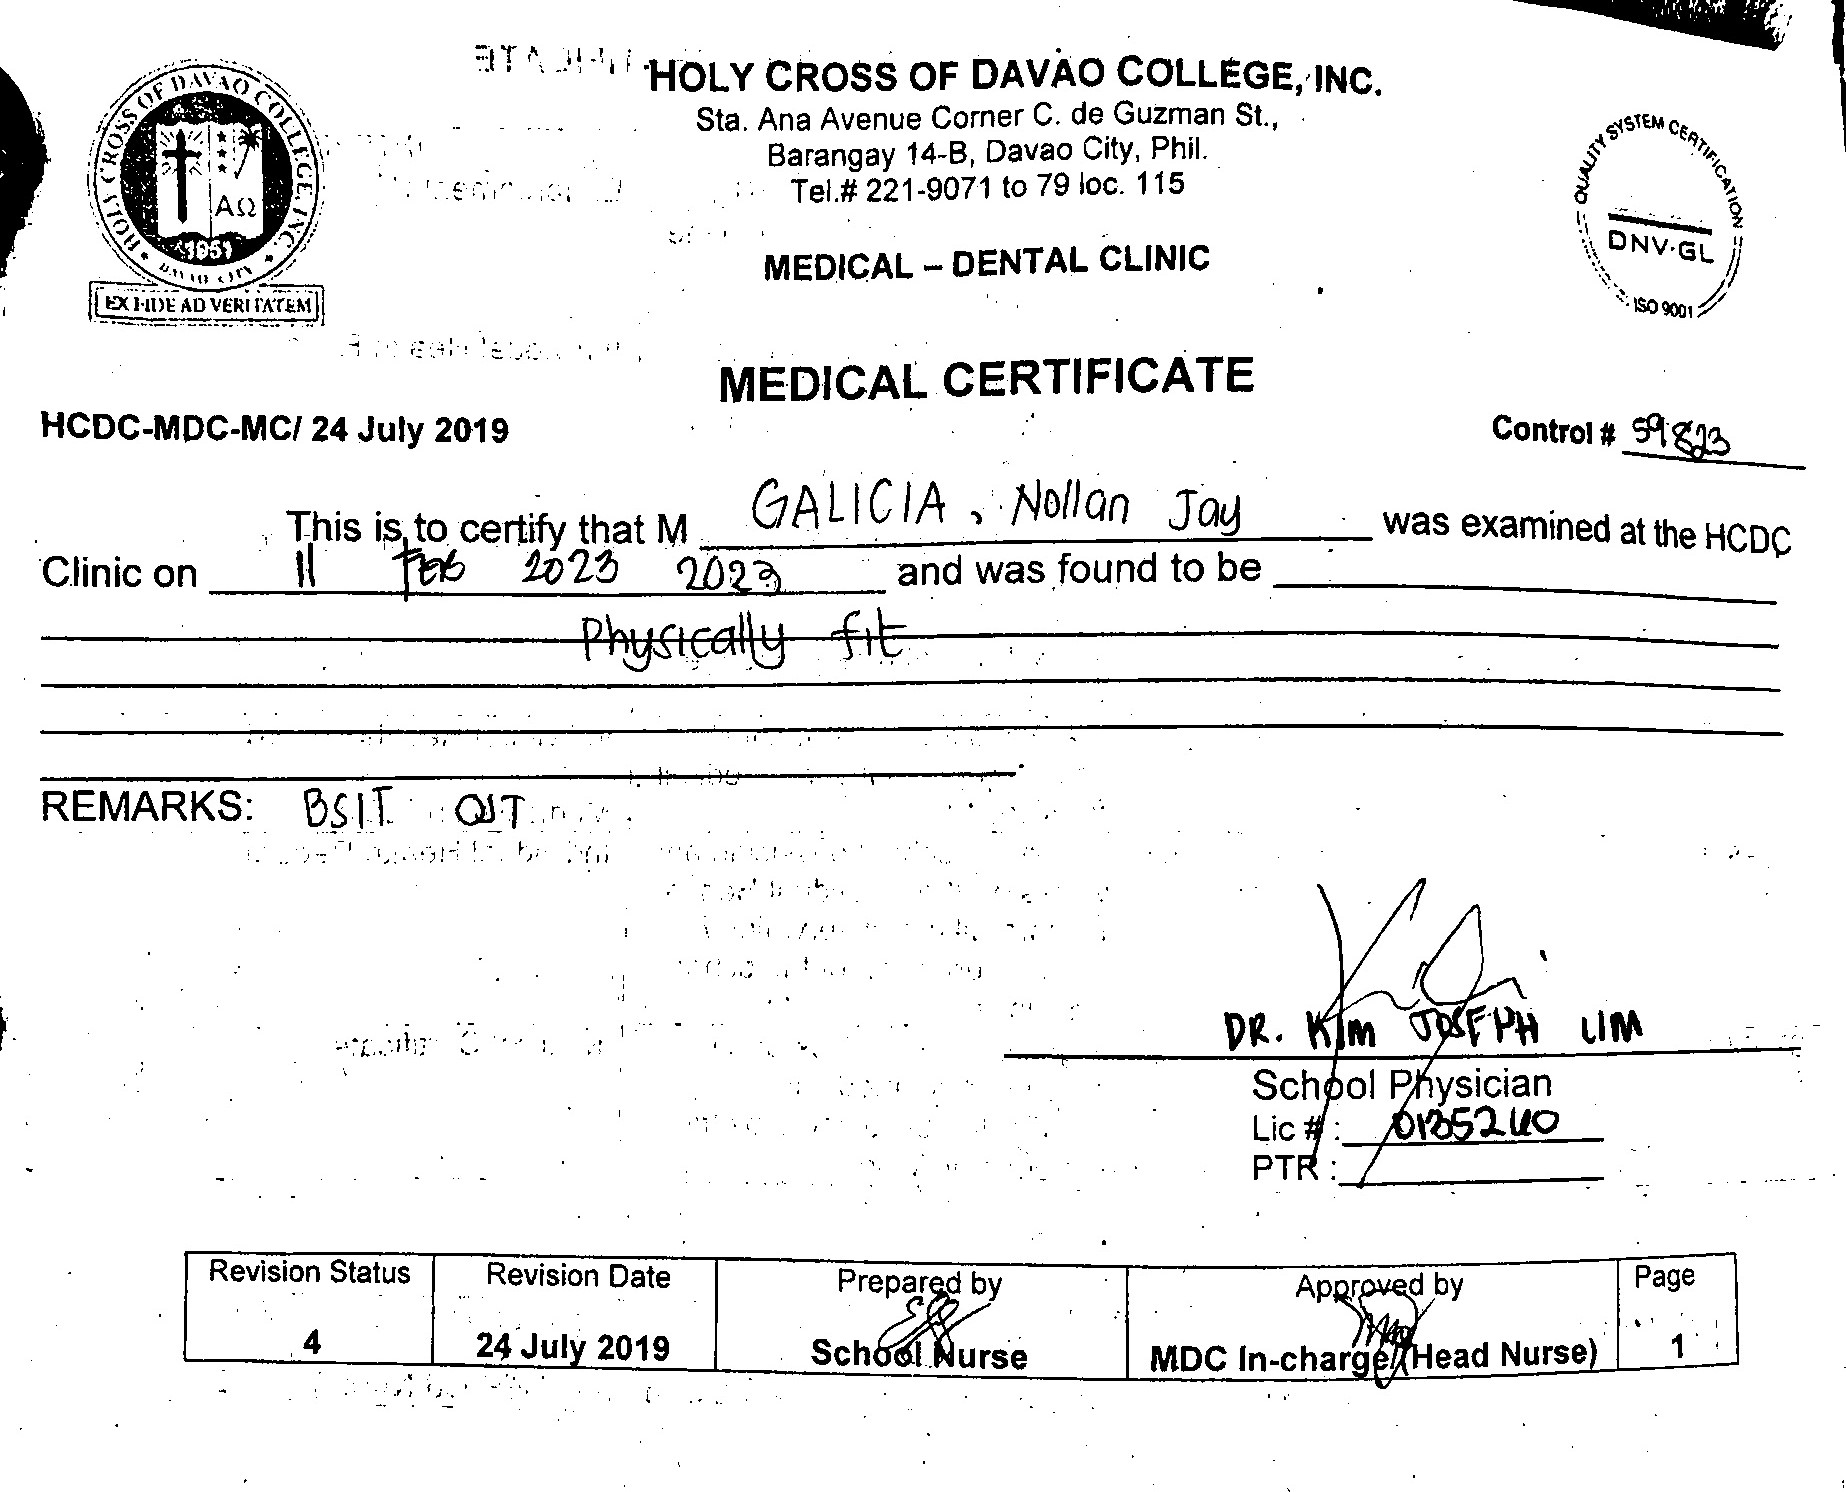 HOLY CROSS OF DAVAO COLLEGE, INC.
Sta. Ana Avenue Corner C. de Guzman St.,
Barangay 14-B, Davao City, Phil.
Tel.# 221-9071 to 79 loc. 115
MEDICAL – DENTAL CLINIC
HOLY CROSS OF DAVAO COLLEGE, INC.
ΑΩ
1951
DAVAO CITY
EX FIDE AD VERITATEM
QUALITY SYSTEM CERTIFICATION
DNV·GL
ISO 9001
MEDICAL CERTIFICATE
HCDC-MDC-MC/ 24 July 2019
Control # 59823
This is to certify that M GALICIA, Nollan Jay was examined at the HCDC
Clinic on 11 Feb 2023 2023 and was found to be
Physically fit
REMARKS: BSIT OJT
DR. Kim JOSEPH LIM
School Physician
Lic # :
PTR :
Revision Status Revision Date Prepared by Approved by Page
4 24 July 2019 School Nurse MDC In-charge/(Head Nurse) 1